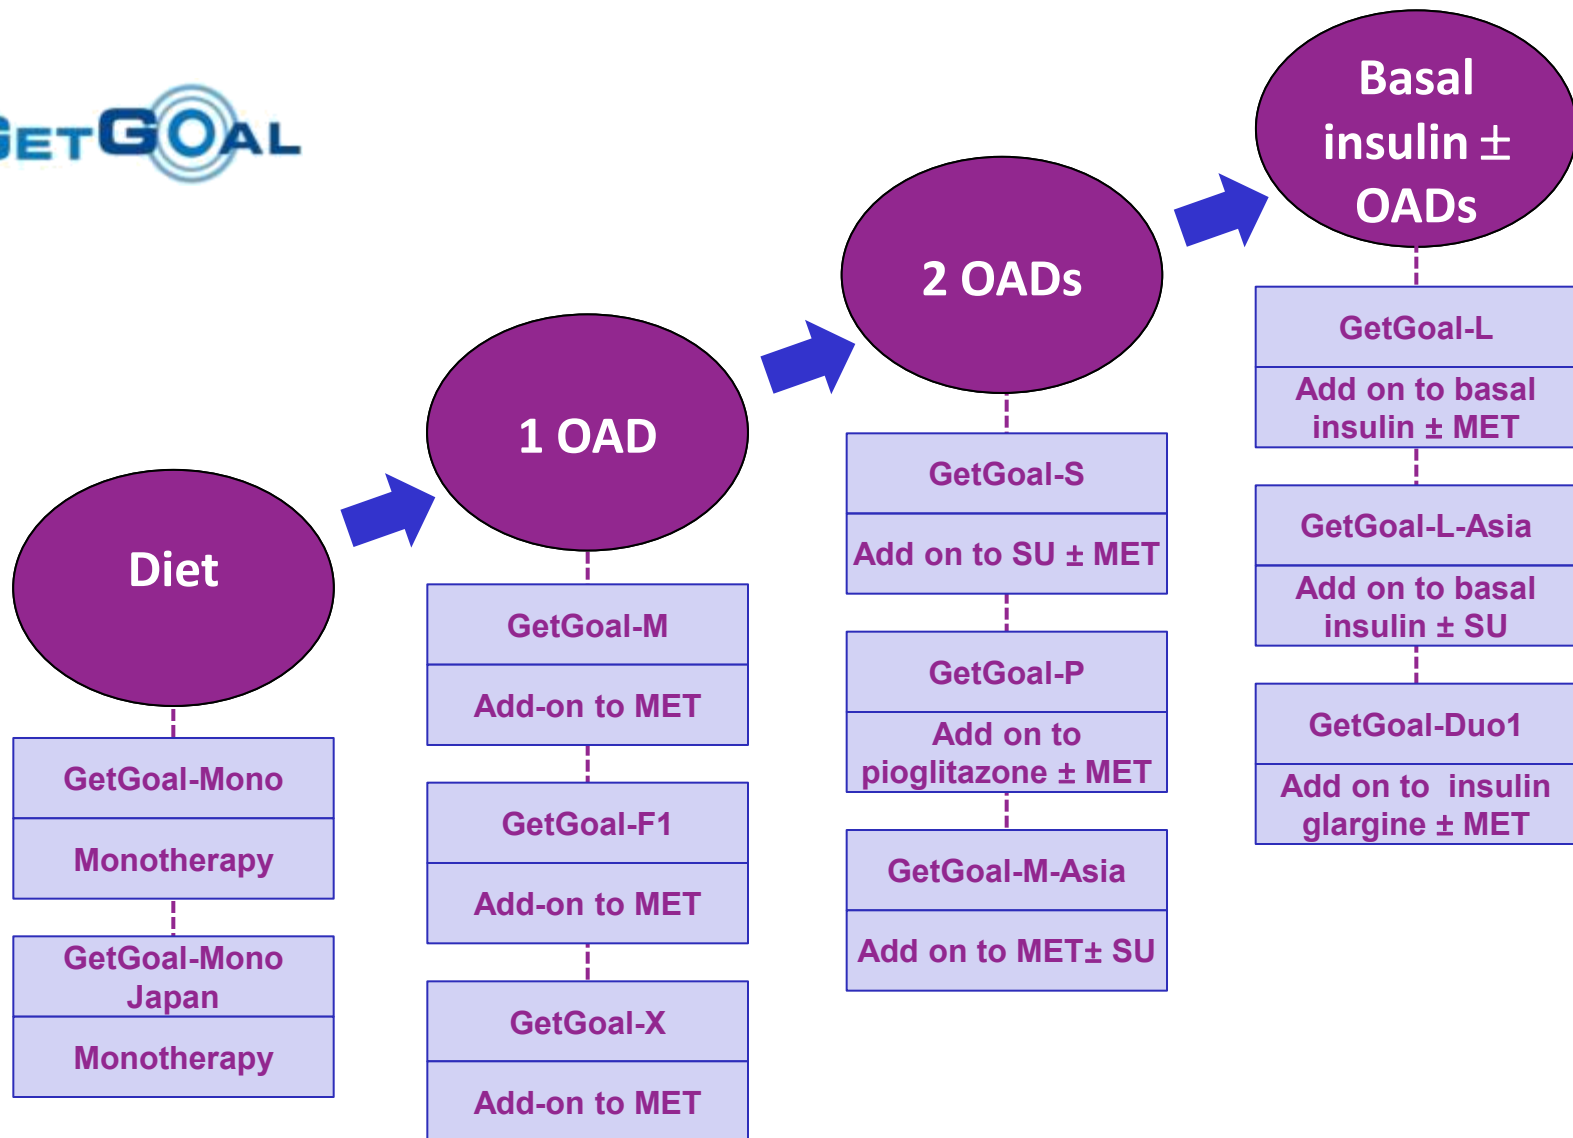 GETGOAL
Diet
GetGoal-Mono
Monotherapy
GetGoal-Mono
Japan
Monotherapy
1 OAD
GetGoal-M
Add-on to MET
GetGoal-F1
Add-on to MET
GetGoal-X
Add-on to MET
2 OADs
GetGoal-S
Add on to SU ± MET
GetGoal-P
Add on to
pioglitazone ± MET
GetGoal-M-Asia
Add on to MET± SU
Basal
insulin ±
OADs
GetGoal-L
Add on to basal
insulin ± MET
GetGoal-L-Asia
Add on to basal
insulin ± SU
GetGoal-Duo1
Add on to insulin
glargine ± MET